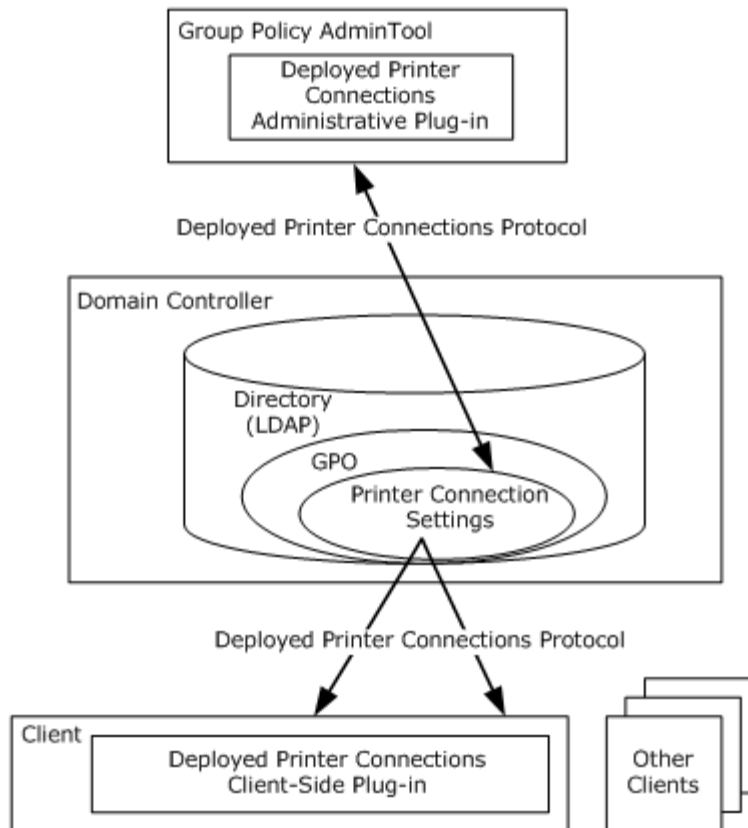 Group Policy AdminTool
Deployed Printer
Connections
Administrative Plug-in
Deployed Printer Connections Protocol
Domain Controller
Directory
(LDAP)
GPO
Printer Connection
Settings
Deployed Printer Connections Protocol
Client
Deployed Printer Connections
Client-Side Plug-in
Other
Clients